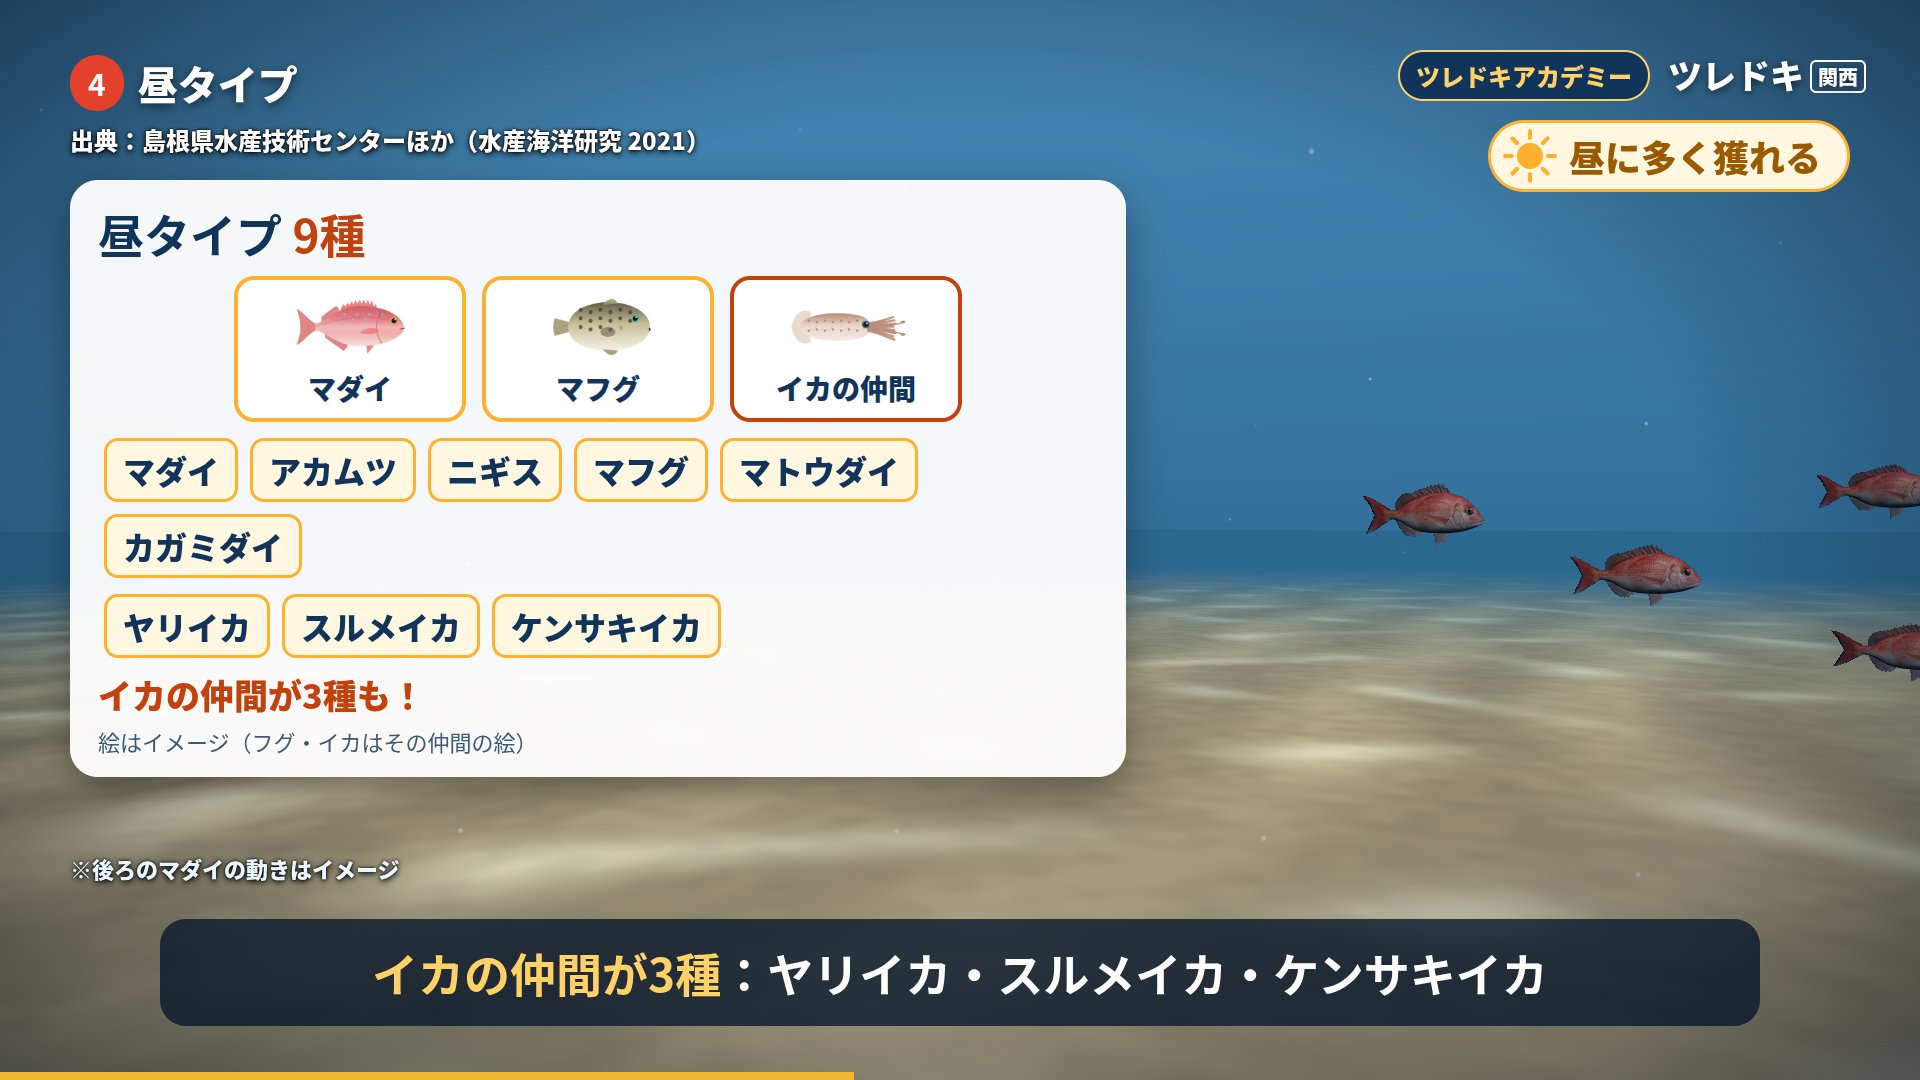 4 昼タイプ
ツレドキアカデミー ツレドキ 関西
出典：島根県水産技術センターほか（水産海洋研究 2021）
昼に多く獲れる
昼タイプ 9種
マダイ マフグ イカの仲間
マダイ アカムツ ニギス マフグ マトウダイ
カガミダイ
ヤリイカ スルメイカ ケンサキイカ
イカの仲間が3種も！
絵はイメージ（フグ・イカはその仲間の絵）
※後ろのマダイの動きはイメージ
イカの仲間が3種：ヤリイカ・スルメイカ・ケンサキイカ